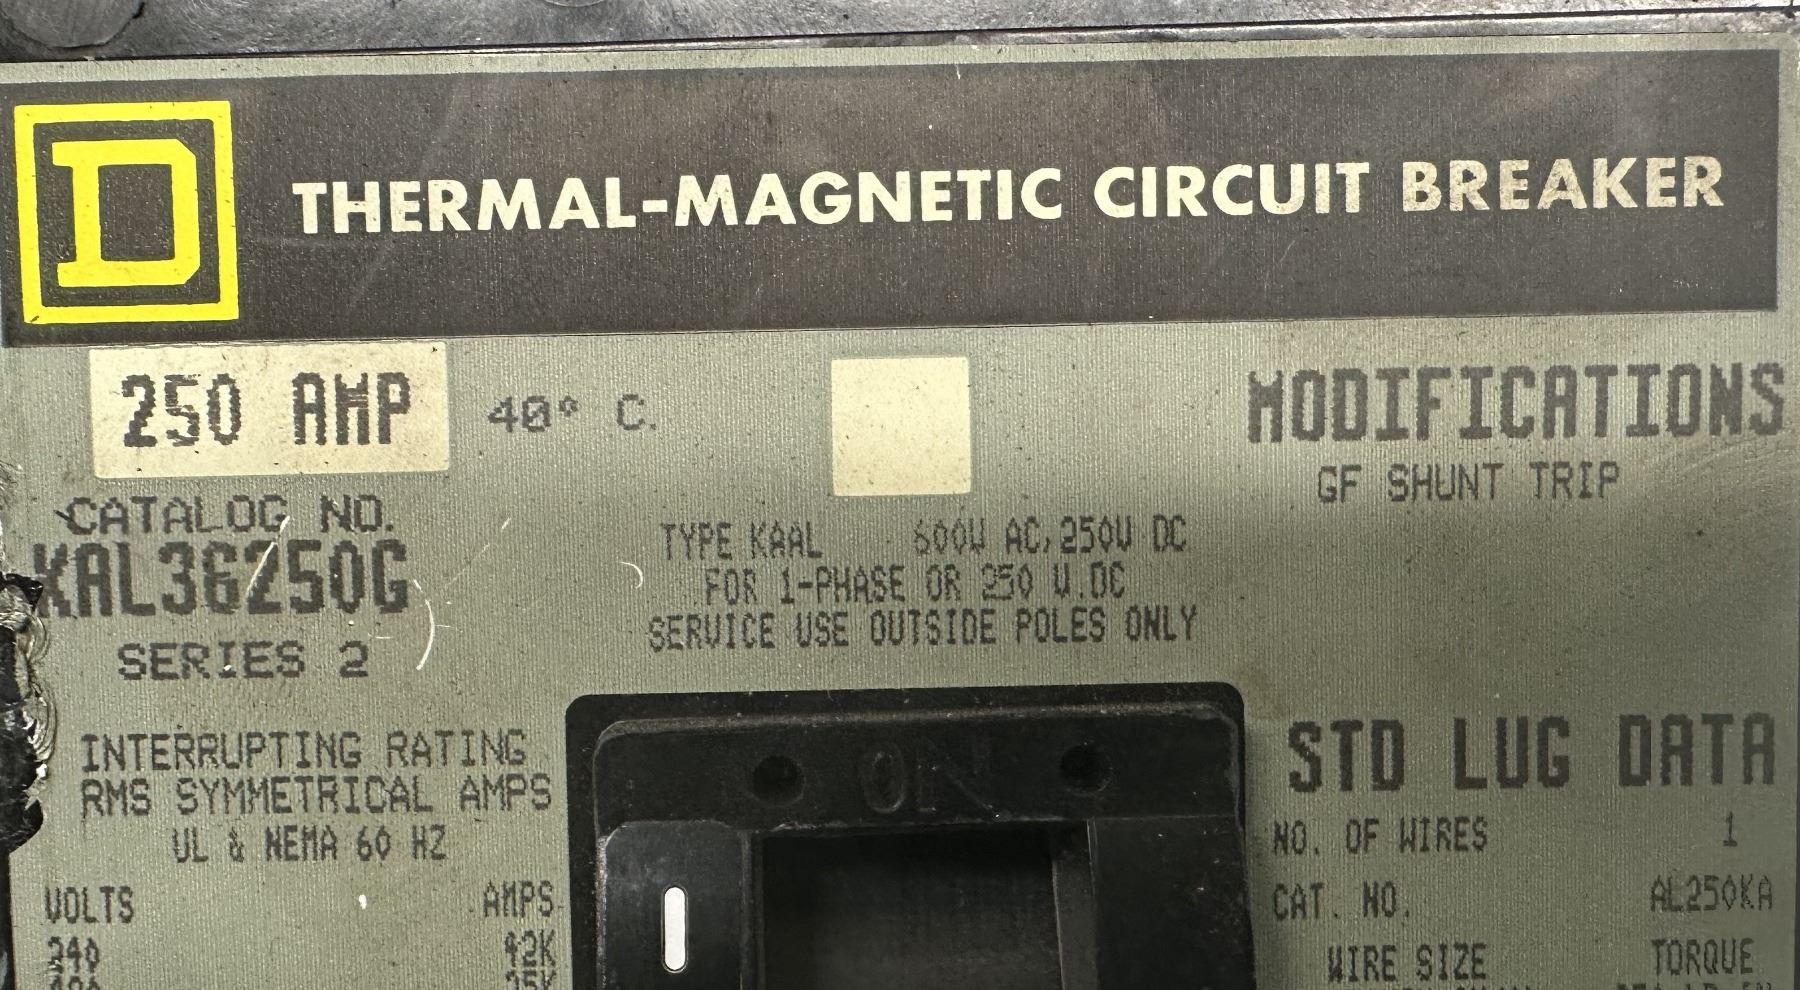 D THERMAL-MAGNETIC CIRCUIT BREAKER
250 AMP 40° C.
MODIFICATIONS
GF SHUNT TRIP
CATALOG NO.
KAL36250G
SERIES 2
TYPE KAAL 600V AC, 250V DC
FOR 1-PHASE OR 250 V.DC
SERVICE USE OUTSIDE POLES ONLY
INTERRUPTING RATING
RMS SYMMETRICAL AMPS
UL & NEMA 60 HZ
VOLTS AMPS
240 42K
ON
STD LUG DATA
NO. OF WIRES 1
CAT. NO. AL250KA
WIRE SIZE TORQUE